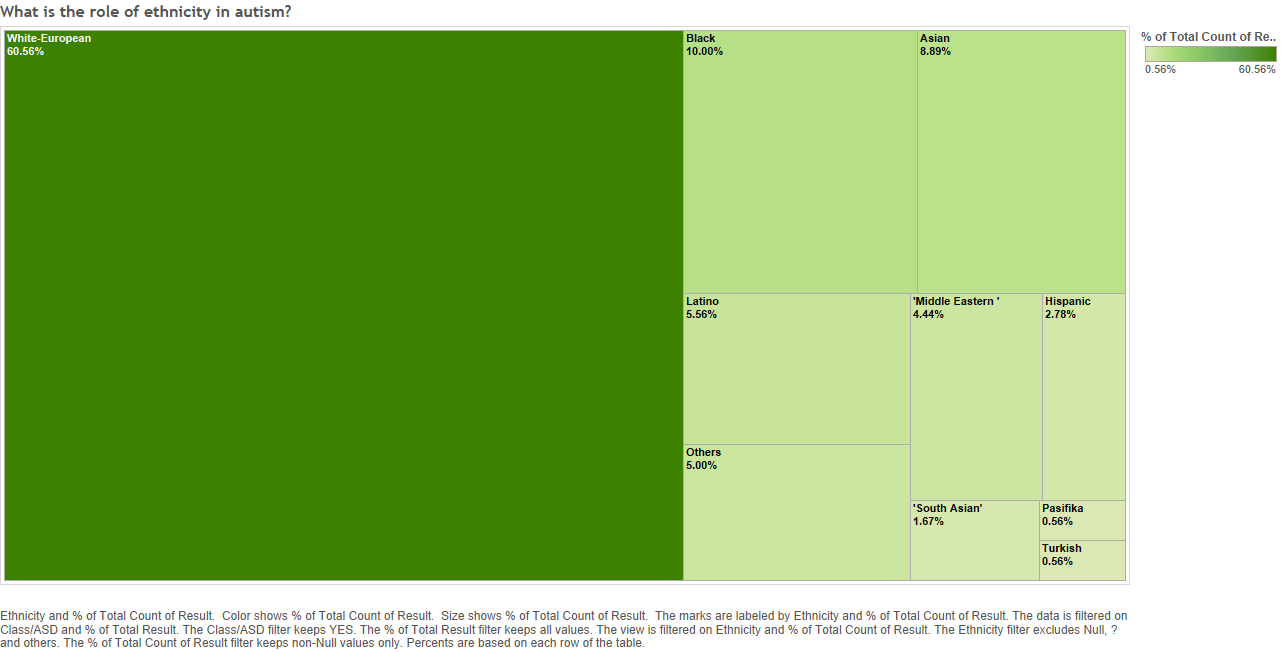 What is the role of ethnicity in autism?
White-European
60.56%
Black
10.00%
Asian
8.89%
% of Total Count of Re..
0.56%
60.56%
Latino
5.56%
'Middle Eastern '
4.44%
Hispanic
2.78%
Others
5.00%
'South Asian'
1.67%
Pasifika
0.56%
Turkish
0.56%
Ethnicity and % of Total Count of Result.  Color shows % of Total Count of Result.  Size shows % of Total Count of Result.  The marks are labeled by Ethnicity and % of Total Count of Result. The data is filtered on
Class/ASD and % of Total Result. The Class/ASD filter keeps YES. The % of Total Result filter keeps all values. The view is filtered on Ethnicity and % of Total Count of Result. The Ethnicity filter excludes Null, ?
and others. The % of Total Count of Result filter keeps non-Null values only. Percents are based on each row of the table.